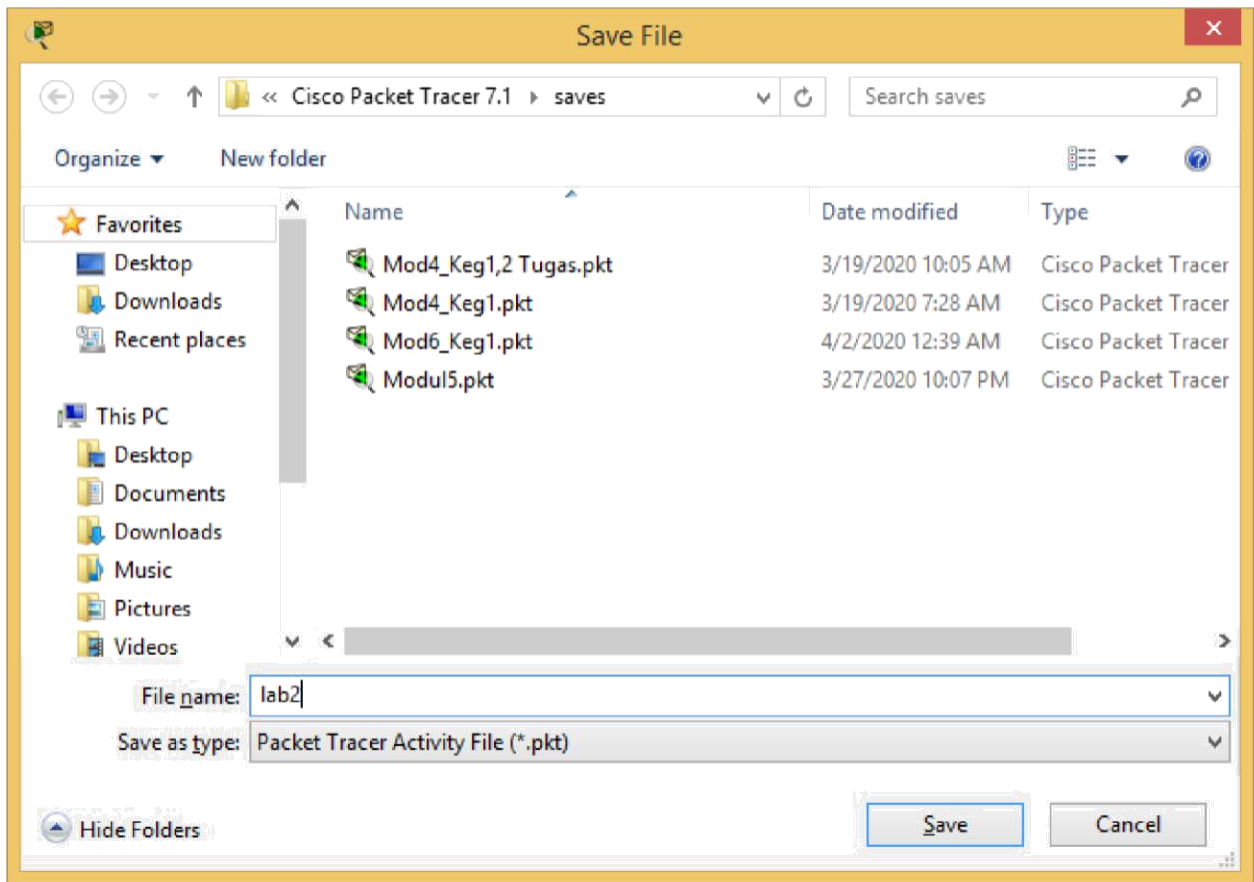 Save File
« Cisco Packet Tracer 7.1 saves
Search saves
Organize
New folder
Name Date modified Type
Favorites
Desktop
Downloads
Recent places
This PC
Desktop
Documents
Downloads
Music
Pictures
Videos
Mod4_Keg1,2 Tugas.pkt 3/19/2020 10:05 AM Cisco Packet Tracer
Mod4_Keg1.pkt 3/19/2020 7:28 AM Cisco Packet Tracer
Mod6_Keg1.pkt 4/2/2020 12:39 AM Cisco Packet Tracer
Modul5.pkt 3/27/2020 10:07 PM Cisco Packet Tracer
File name: lab2
Save as type: Packet Tracer Activity File (*.pkt)
Hide Folders
Save
Cancel